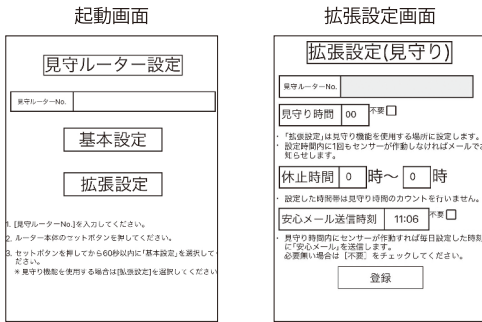 起動画面
見守ルーター設定
見守ルーターNo.
基本設定
拡張設定
1. [見守ルーターNo.]を入力してください。
2. ルーター本体のセットボタンを押してください。
3. セットボタンを押してから60秒以内に「基本設定」を選択して
ださい。
＊見守り機能を使用する場合は[拡張設定]を選択してください
拡張設定画面
拡張設定(見守り)
見守ルーターNo.
見守り時間 00 不要
・「拡張設定」は見守り機能を使用する場所に設定します。
・設定時間内に1回もセンサーが作動しなければメールでお
知らせします。
休止時間 0 時～ 0 時
・設定した時間帯は見守り時間のカウントを行いません。
安心メール送信時刻 11:06 不要
・見守り時間内にセンサーが作動すれば毎日設定した時刻
に「安心メール」を送信します。
必要無い場合は［不要］をチェックしてください。
登録